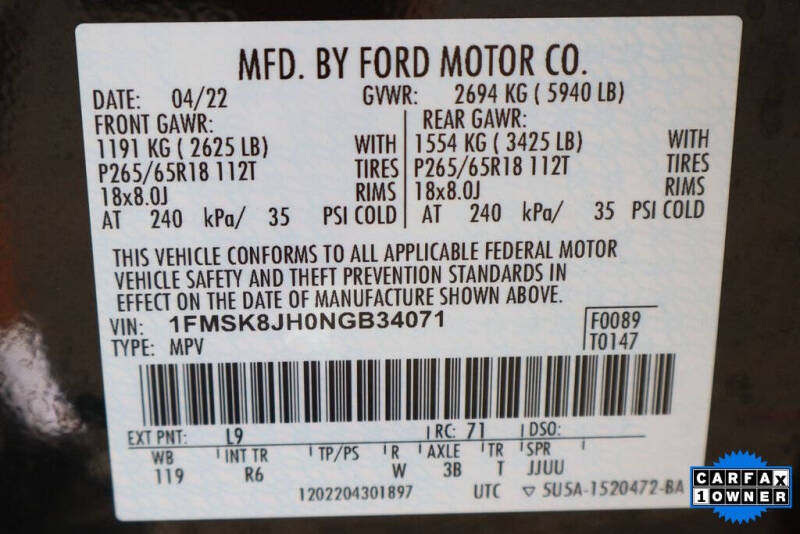 MFD. BY FORD MOTOR CO.
DATE: 04/22 GVWR: 2694 KG ( 5940 LB)
FRONT GAWR: REAR GAWR:
1191 KG ( 2625 LB) WITH 1554 KG ( 3425 LB) WITH
P265/65R18 112T TIRES P265/65R18 112T TIRES
18x8.0J RIMS 18x8.0J RIMS
AT 240 kPa/ 35 PSI COLD AT 240 kPa/ 35 PSI COLD
THIS VEHICLE CONFORMS TO ALL APPLICABLE FEDERAL MOTOR
VEHICLE SAFETY AND THEFT PREVENTION STANDARDS IN
EFFECT ON THE DATE OF MANUFACTURE SHOWN ABOVE.
VIN: 1FMSK8JH0NGB34071 F0089
TYPE: MPV T0147
EXT PNT: L9 RC: 71 DSO:
WB INT TR TP/PS R AXLE TR SPR
119 R6 W 3B T JJUU
1202204301897 UTC ▽ 5USA-1520472-BA
CARFAX
1 OWNER